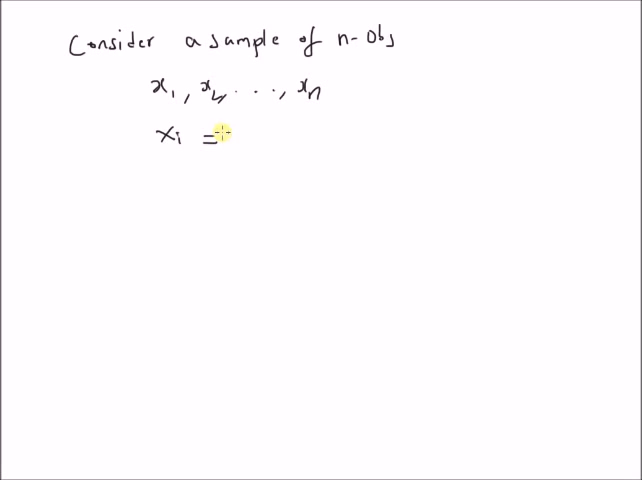 Consider a sample of n-obs
x₁, x₂, . . ., xₙ
xᵢ =